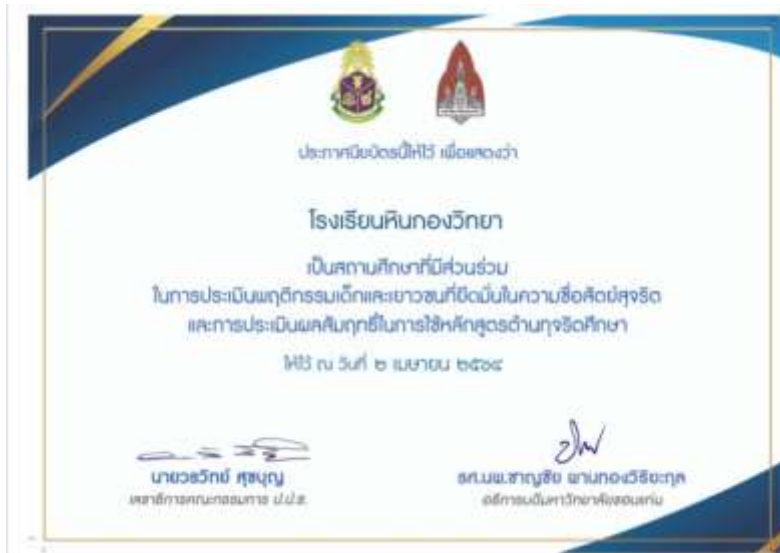 ประกาศนียบัตรนี้ให้ไว้ เพื่อแสดงว่า
โรงเรียนหินกองวิทยา
เป็นสถานศึกษาที่มีส่วนร่วม
ในการประเมินพฤติกรรมเด็กและเยาวชนที่ยึดมั่นในความซื่อสัตย์สุจริต
และการประเมินผลสัมฤทธิ์ในการใช้หลักสูตรต้านทุจริตศึกษา
ให้ไว้ ณ วันที่ ๒ เมษายน ๒๕๖๔
นายวรวิทย์ สุขบุญ
เลขาธิการคณะกรรมการ ป.ป.ช.
รศ.นพ.ชาญชัย พานทองวิริยะกุล
อธิการบดีมหาวิทยาลัยขอนแก่น